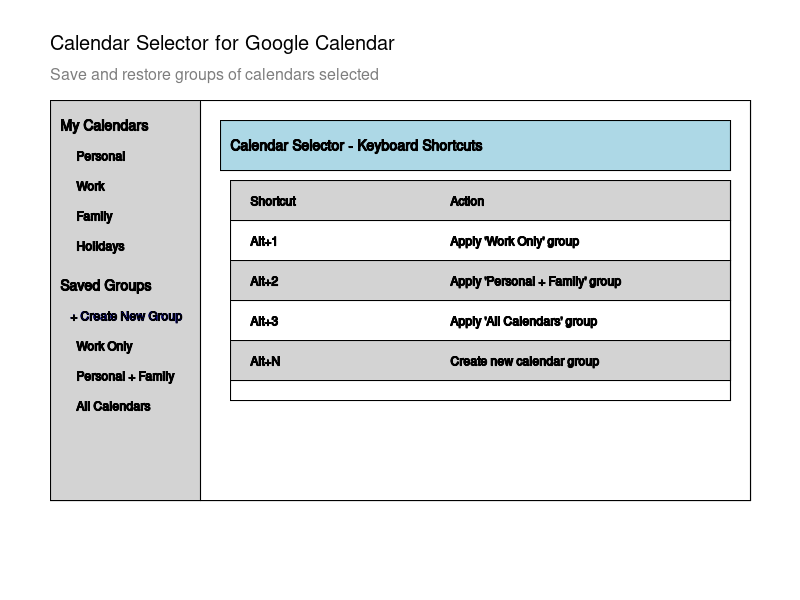 Calendar Selector for Google Calendar
Save and restore groups of calendars selected
My Calendars
Personal
Work
Family
Holidays
Saved Groups
+ Create New Group
Work Only
Personal + Family
All Calendars
Calendar Selector - Keyboard Shortcuts
Shortcut Action
Alt+1 Apply 'Work Only' group
Alt+2 Apply 'Personal + Family' group
Alt+3 Apply 'All Calendars' group
Alt+N Create new calendar group